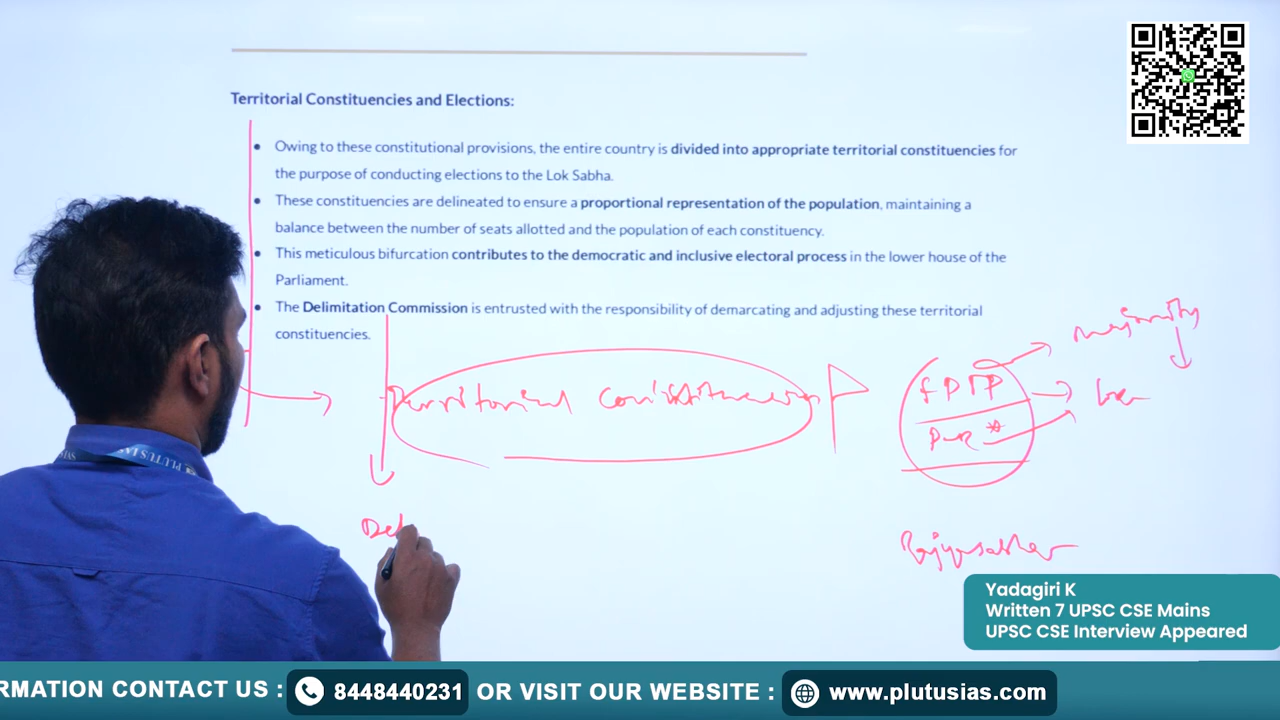 Territorial Constituencies and Elections:
• Owing to these constitutional provisions, the entire country is divided into appropriate territorial constituencies for
the purpose of conducting elections to the Lok Sabha.
• These constituencies are delineated to ensure a proportional representation of the population, maintaining a
balance between the number of seats allotted and the population of each constituency.
• This meticulous bifurcation contributes to the democratic and inclusive electoral process in the lower house of the
Parliament.
• The Delimitation Commission is entrusted with the responsibility of demarcating and adjusting these territorial
constituencies.
majority
FPTP
Territorial
Del
Rajyasabha
PLUTUSIAS
Yadagiri K
Written 7 UPSC CSE Mains
UPSC CSE Interview Appeared
RMATION CONTACT US : 8448440231 OR VISIT OUR WEBSITE : www.plutusias.com